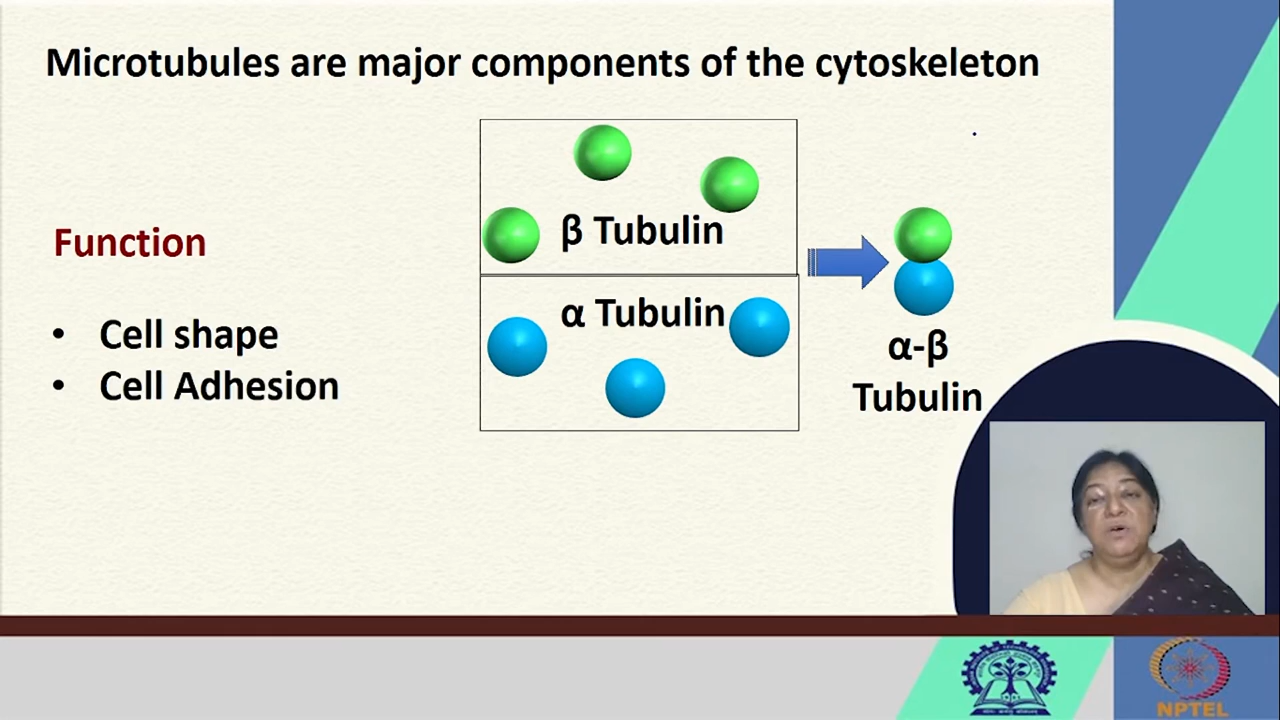 Microtubules are major components of the cytoskeleton
Function
• Cell shape
• Cell Adhesion
β Tubulin
α Tubulin
α-β
Tubulin
NPTEL